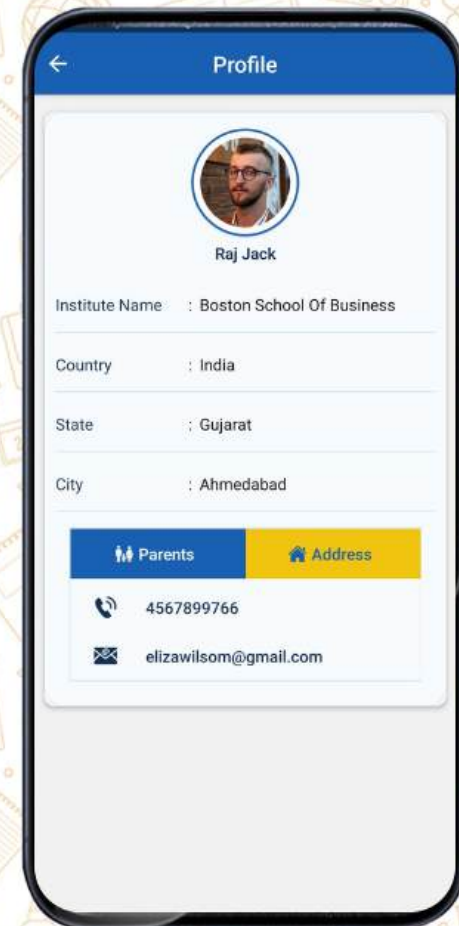 Profile
Raj Jack
Institute Name : Boston School Of Business
Country : India
State : Gujarat
City : Ahmedabad
Parents Address
4567899766
elizawilsom@gmail.com